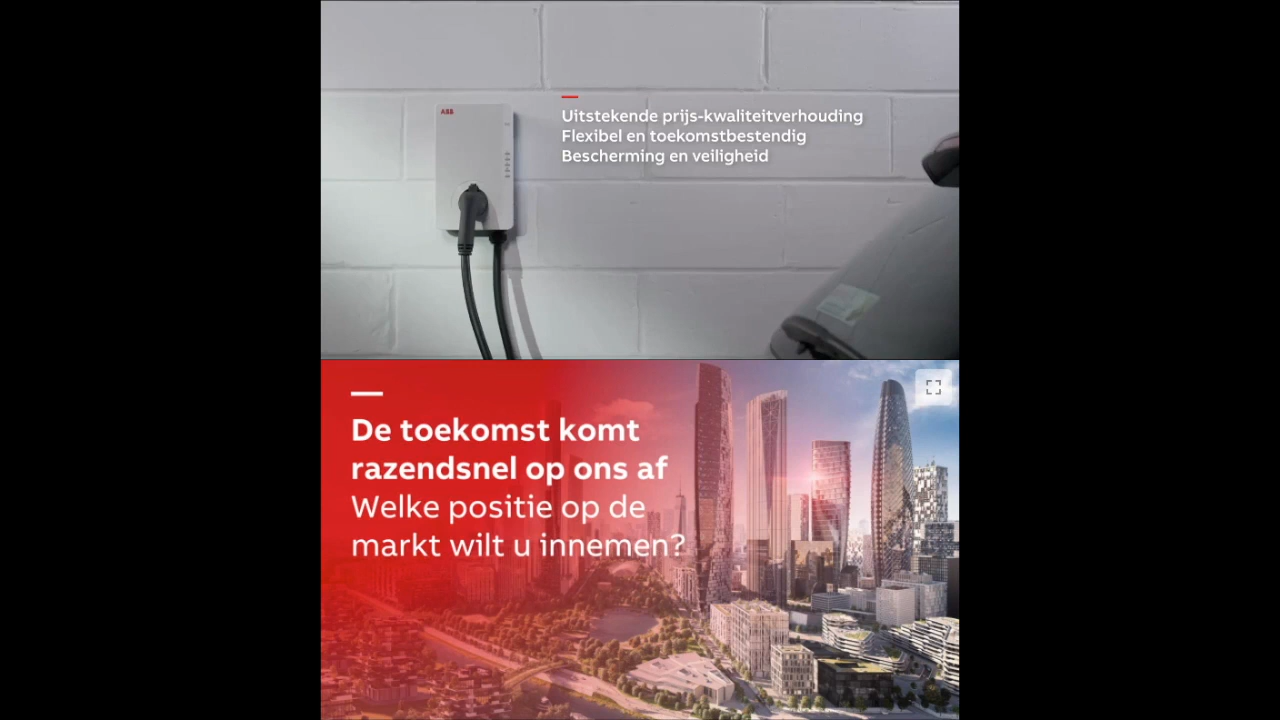 ABB
Uitstekende prijs-kwaliteitverhouding
Flexibel en toekomstbestendig
Bescherming en veiligheid
De toekomst komt
razendsnel op ons af
Welke positie op de
markt wilt u innemen?